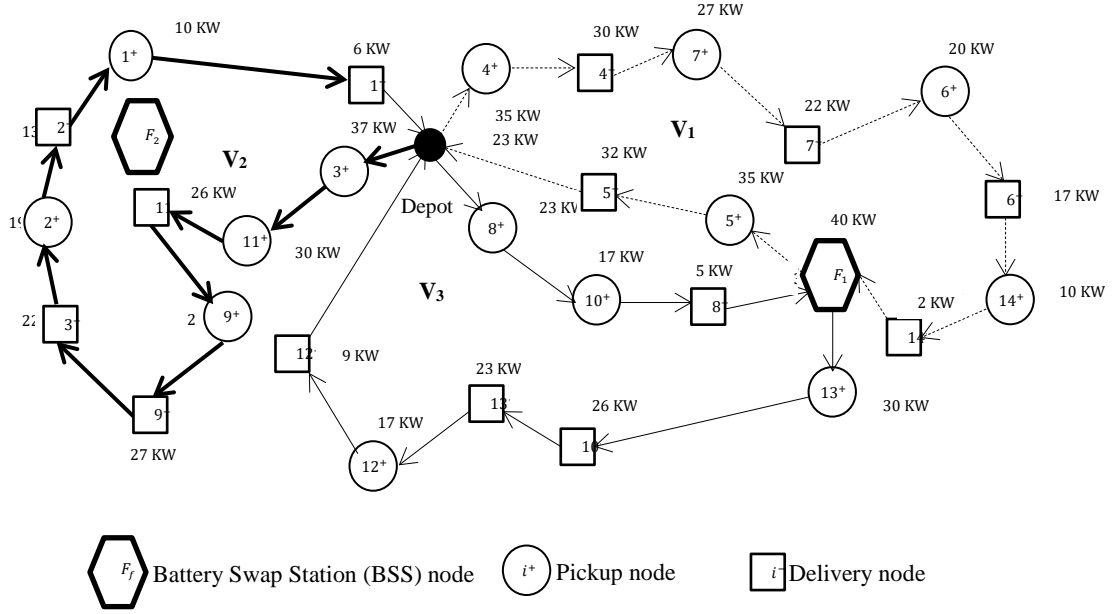 27 KW
10 KW
30 KW
20 KW
1⁺
6 KW
7⁺
4⁺
4⁻
1
6⁺
35 KW
22 KW
13
2⁻
F₂
37 KW
23 KW
V₁
7⁻
V₂
3⁺
32 KW
26 KW
5⁻
35 KW
6⁻
17 KW
11
Depot
23 KW
5⁺
40 KW
19
2⁺
11⁺
8⁺
30 KW
17 KW
5 KW
F₁
V₃
10⁺
8⁻
14⁺
10 KW
22
3⁻
2
9⁺
2 KW
1
12
9 KW
23 KW
13⁺
30 KW
13
26 KW
9⁻
17 KW
10
27 KW
12⁺
F_f Battery Swap Station (BSS) node
i⁺ Pickup node
i⁻ Delivery node